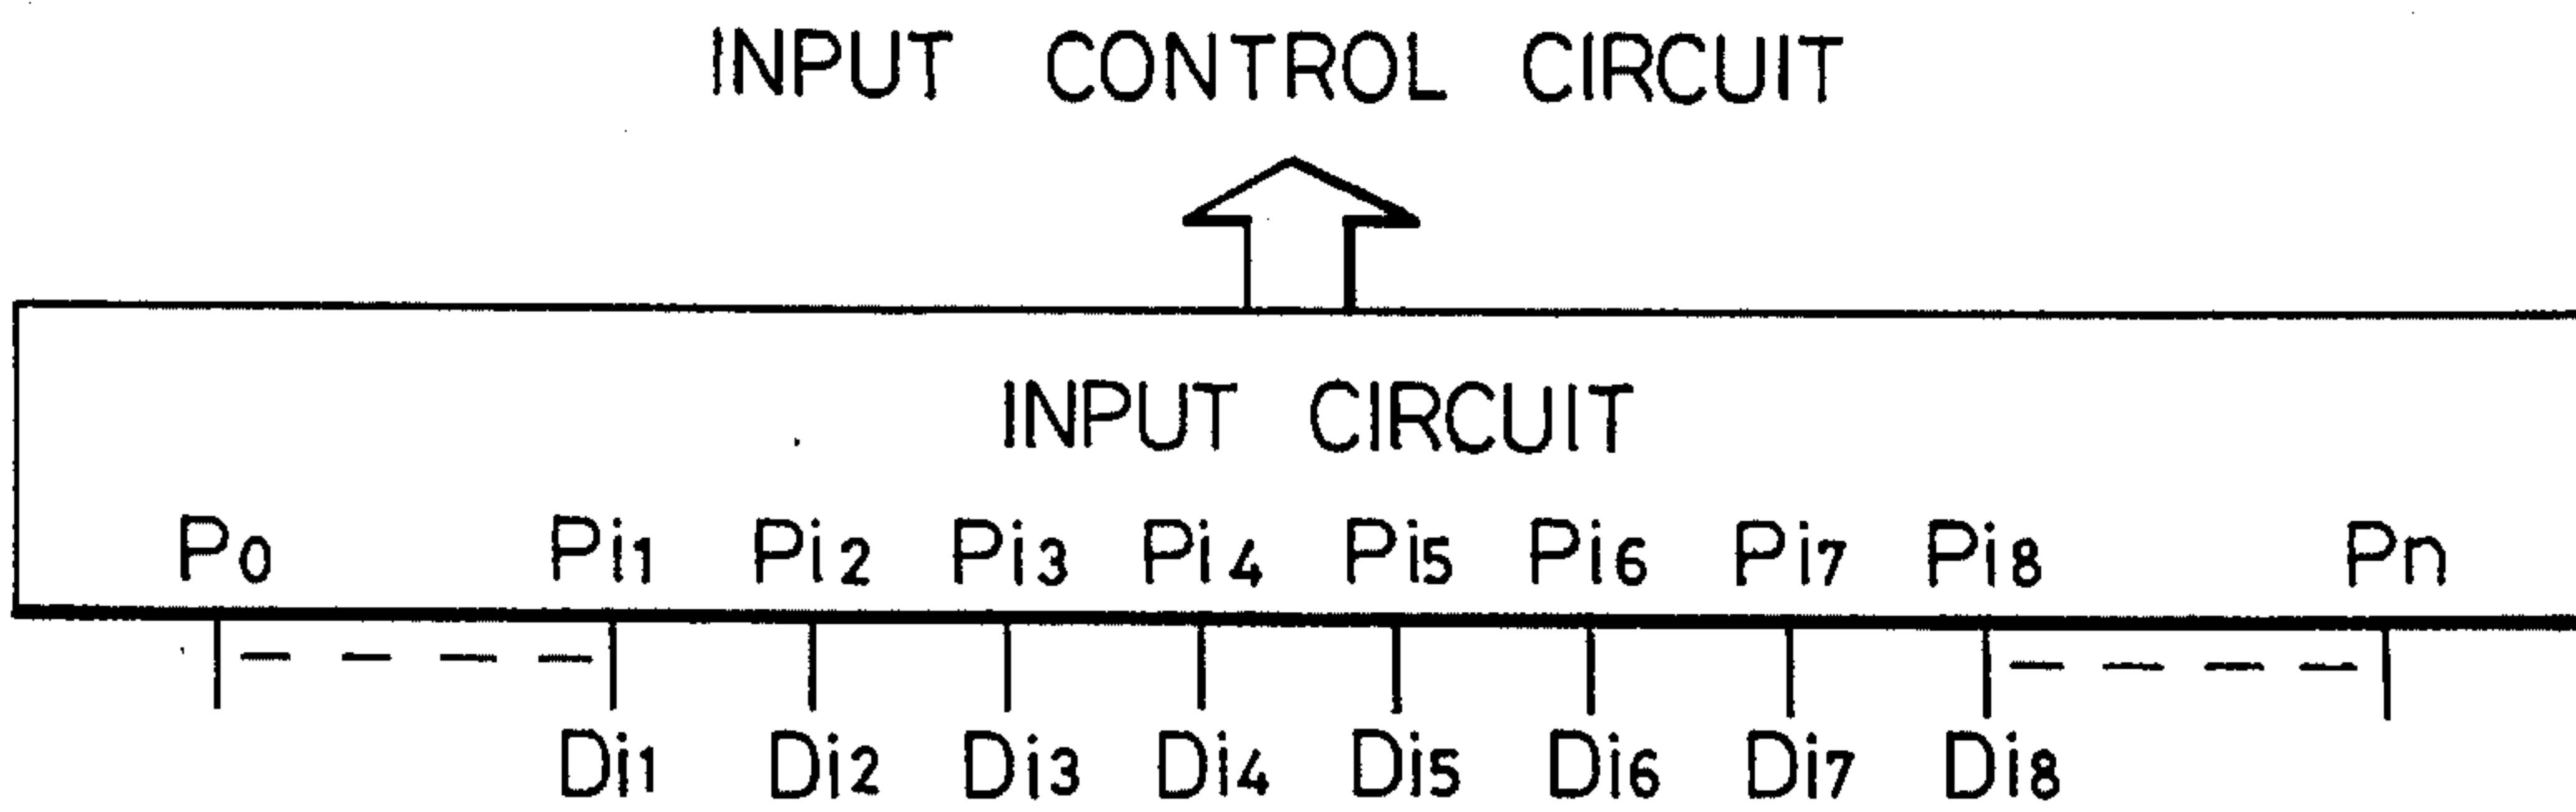 INPUT CONTROL CIRCUIT
INPUT CIRCUIT
P0 Pi1 Pi2 Pi3 Pi4 Pi5 Pi6 Pi7 Pi8 Pn
Di1 Di2 Di3 Di4 Di5 Di6 Di7 Di8